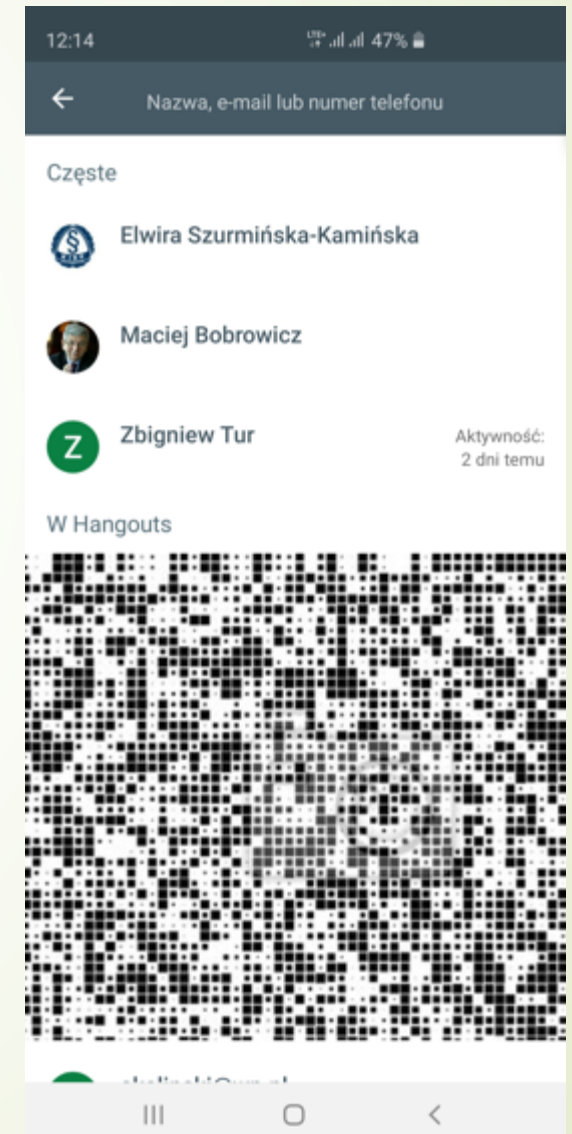 12:14 LTE+ 47%
Nazwa, e-mail lub numer telefonu
Częste
Elwira Szurmińska-Kamińska
Maciej Bobrowicz
Z Zbigniew Tur
Aktywność:
2 dni temu
W Hangouts